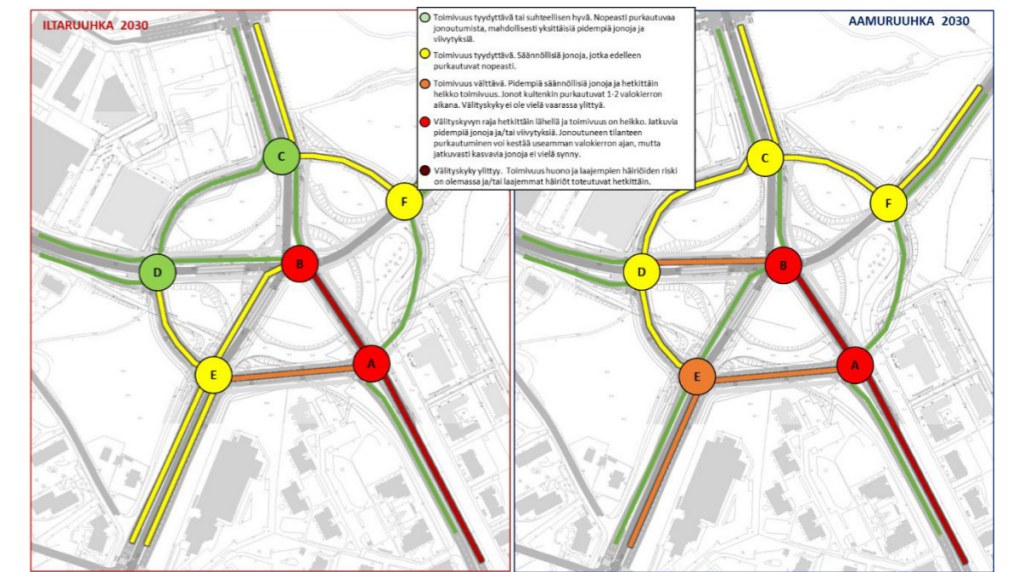 ILTARUUHKA 2030
Toimivuus tyydyttävä tai suhteellisen hyvä. Nopeasti purkautuvaa
jonoutumista, mahdollisesti yksittäisiä pidempiä jonoja ja
viivytyksiä.
Toimivuus tyydyttävä. Säännöllisiä jonoja, jotka edelleen
purkautuvat nopeasti.
Toimivuus välttävä. Pidempiä säännöllisiä jonoja ja hetkittäin
heikko toimivuus. Jonot kuitenkin purkautuvat 1-2 valokierron
aikana. Välityskyky ei ole vielä vaarassa ylittyä.
Välityskyvyn raja hetkittäin lähellä ja toimivuus on heikko. Jatkuvia
pidempiä jonoja ja/tai viivytyksiä. Jonoutuneen tilanteen
purkautuminen voi kestää useamman valokierron ajan, mutta
jatkuvasti kasvavia jonoja ei vielä synny.
Välityskyky ylittyy. Toimivuus huono ja laajempien häiriöiden riski
on olemassa ja/tai laajemmat häiriöt toteutuvat hetkittäin.
AAMURUUHKA 2030
C
F
B
D
E
A
C
F
B
D
E
A